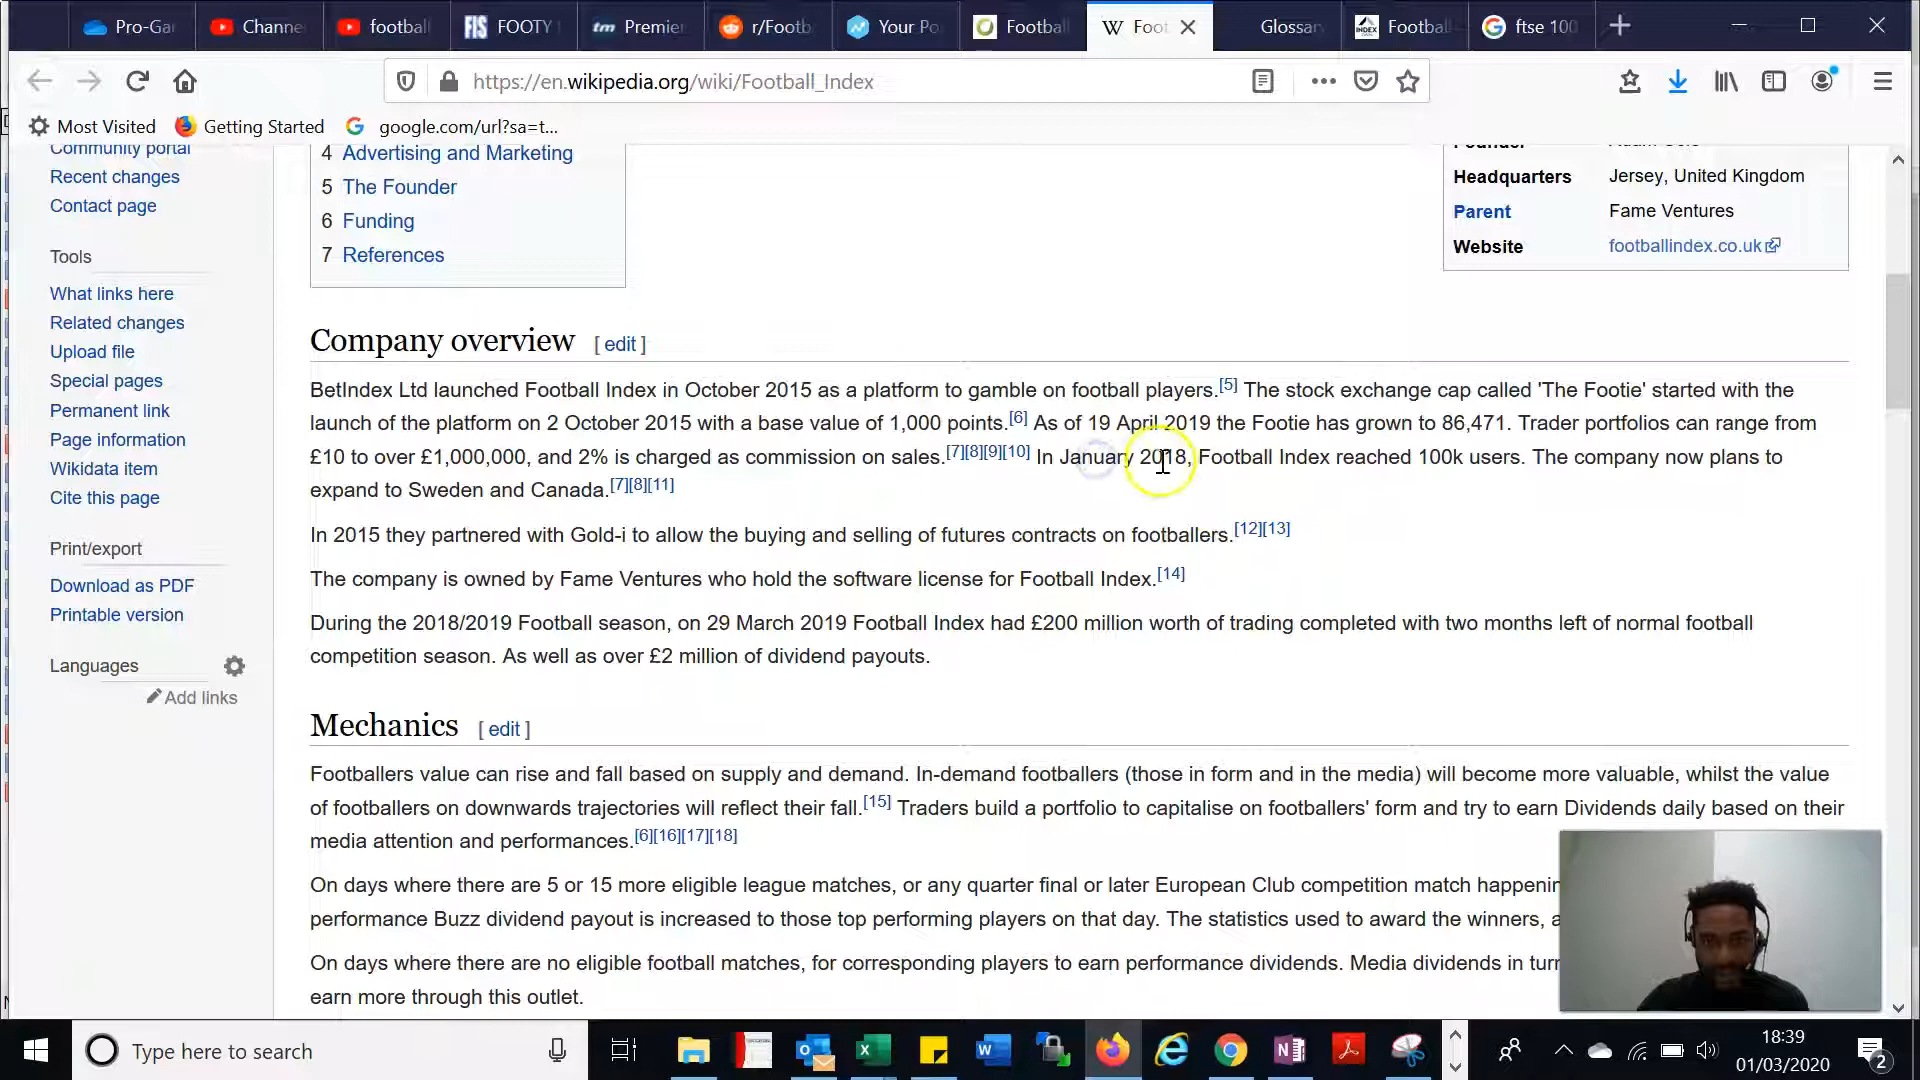 Pro-Ga
Channe
football
FIS FOOTY
tm Premier
r/Footb
Your Po
Football
W Foot
Glossar
INDEX Football
ftse 100
https://en.wikipedia.org/wiki/Football_Index
Most Visited
Getting Started
google.com/url?sa=t...
Community portal
Recent changes
Contact page
Tools
What links here
Related changes
Upload file
Special pages
Permanent link
Page information
Wikidata item
Cite this page
Print/export
Download as PDF
Printable version
Languages
Add links
4 Advertising and Marketing
5 The Founder
6 Funding
7 References
Founder
Headquarters Jersey, United Kingdom
Parent Fame Ventures
Website footballindex.co.uk
Company overview [ edit ]
BetIndex Ltd launched Football Index in October 2015 as a platform to gamble on football players.[5] The stock exchange cap called 'The Footie' started with the
launch of the platform on 2 October 2015 with a base value of 1,000 points.[6] As of 19 April 2019 the Footie has grown to 86,471. Trader portfolios can range from
£10 to over £1,000,000, and 2% is charged as commission on sales.[7][8][9][10] In January 2018, Football Index reached 100k users. The company now plans to
expand to Sweden and Canada.[7][8][11]
In 2015 they partnered with Gold-i to allow the buying and selling of futures contracts on footballers.[12][13]
The company is owned by Fame Ventures who hold the software license for Football Index.[14]
During the 2018/2019 Football season, on 29 March 2019 Football Index had £200 million worth of trading completed with two months left of normal football
competition season. As well as over £2 million of dividend payouts.
Mechanics [ edit ]
Footballers value can rise and fall based on supply and demand. In-demand footballers (those in form and in the media) will become more valuable, whilst the value
of footballers on downwards trajectories will reflect their fall.[15] Traders build a portfolio to capitalise on footballers' form and try to earn Dividends daily based on their
media attention and performances.[6][16][17][18]
On days where there are 5 or 15 more eligible league matches, or any quarter final or later European Club competition match happenin
performance Buzz dividend payout is increased to those top performing players on that day. The statistics used to award the winners, a
On days where there are no eligible football matches, for corresponding players to earn performance dividends. Media dividends in turn
earn more through this outlet.
Type here to search
18:39
01/03/2020
2